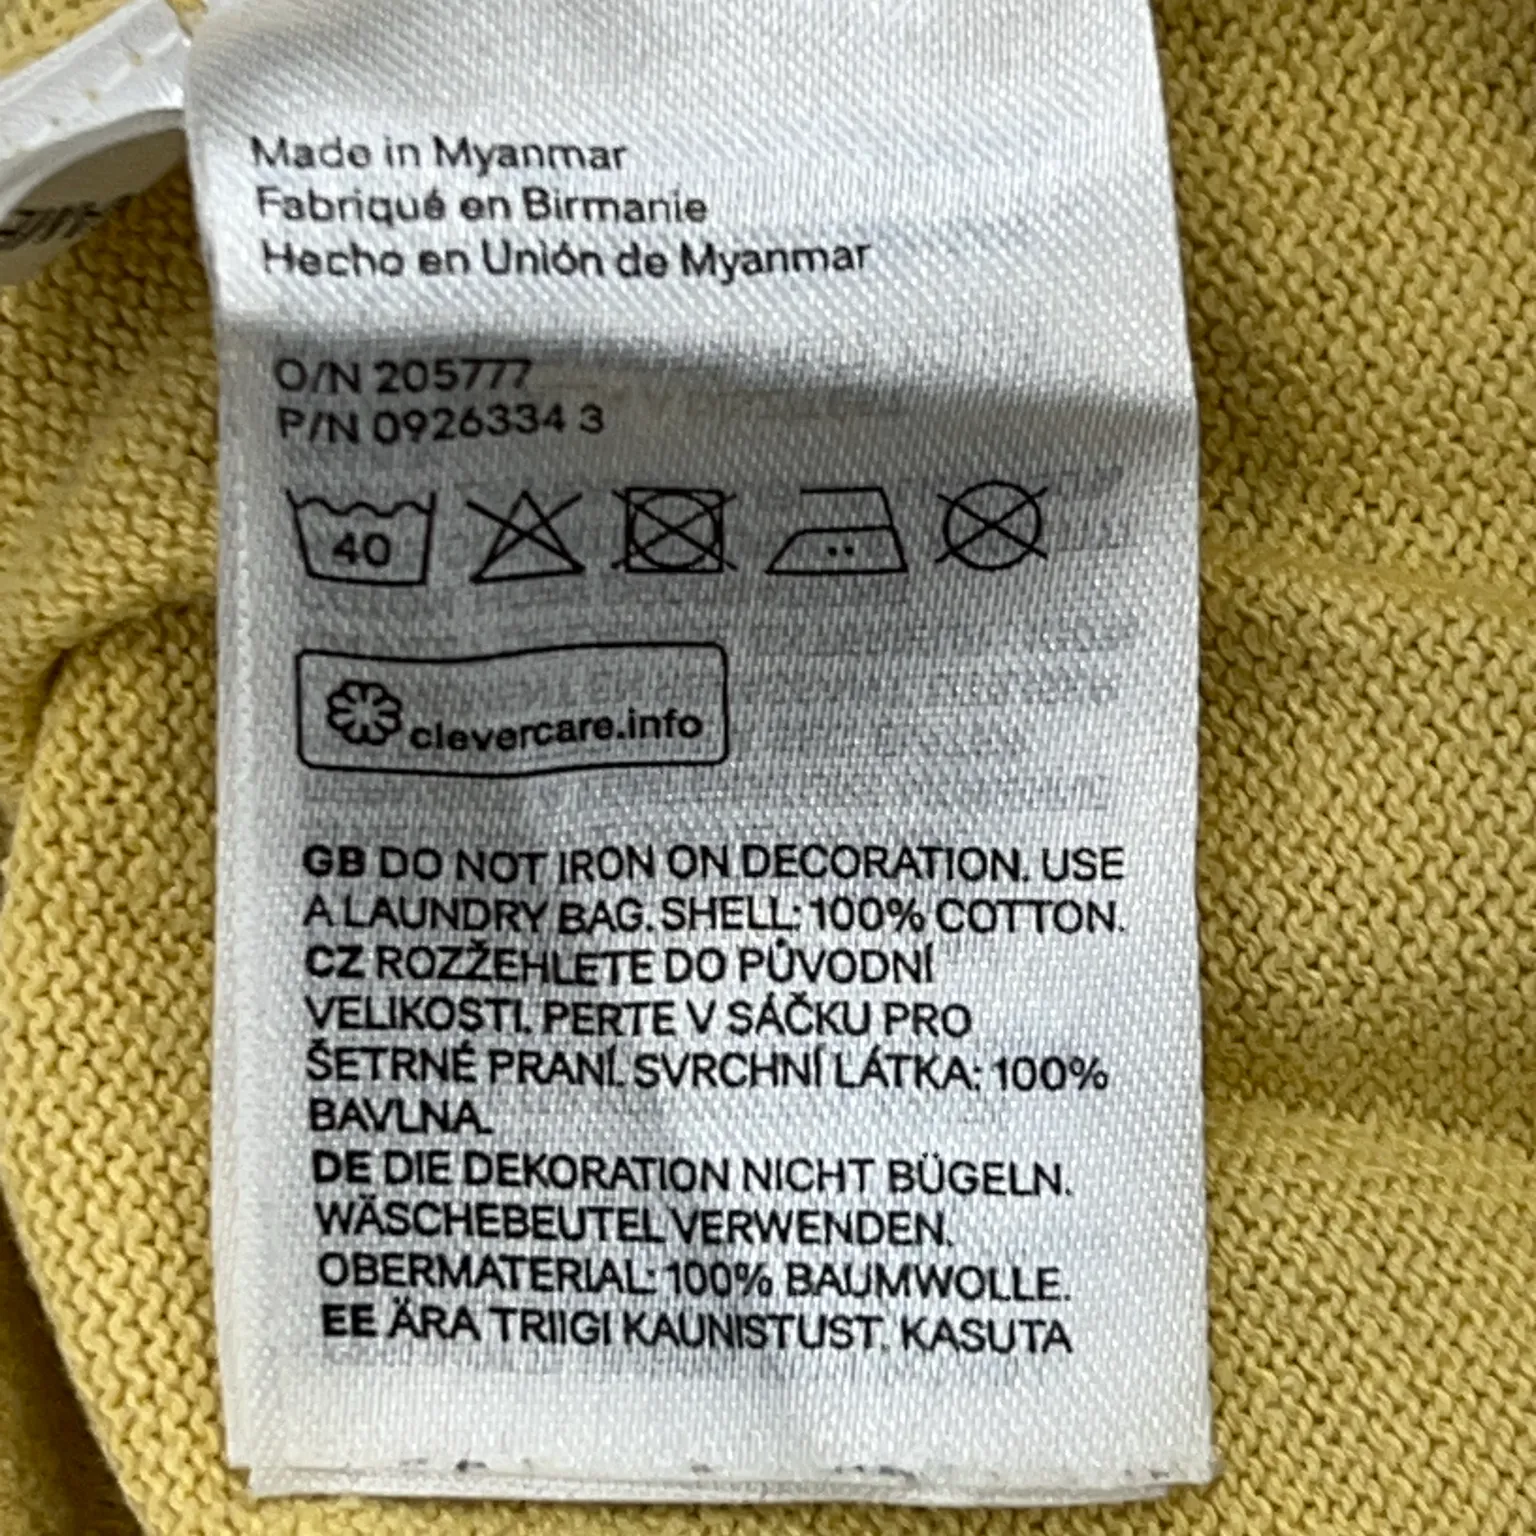 Made in Myanmar
Fabriqué en Birmanie
Hecho en Unión de Myanmar
O/N 205777
P/N 0926334 3
40
clevercare.info
GB DO NOT IRON ON DECORATION. USE
A LAUNDRY BAG. SHELL: 100% COTTON.
CZ ROZŽEHLETE DO PŮVODNÍ
VELIKOSTI. PERTE V SÁČKU PRO
ŠETRNÉ PRANÍ. SVRCHNÍ LÁTKA: 100%
BAVLNA.
DE DIE DEKORATION NICHT BÜGELN.
WÄSCHEBEUTEL VERWENDEN.
OBERMATERIAL: 100% BAUMWOLLE.
EE ÄRA TRIIGI KAUNISTUST. KASUTA